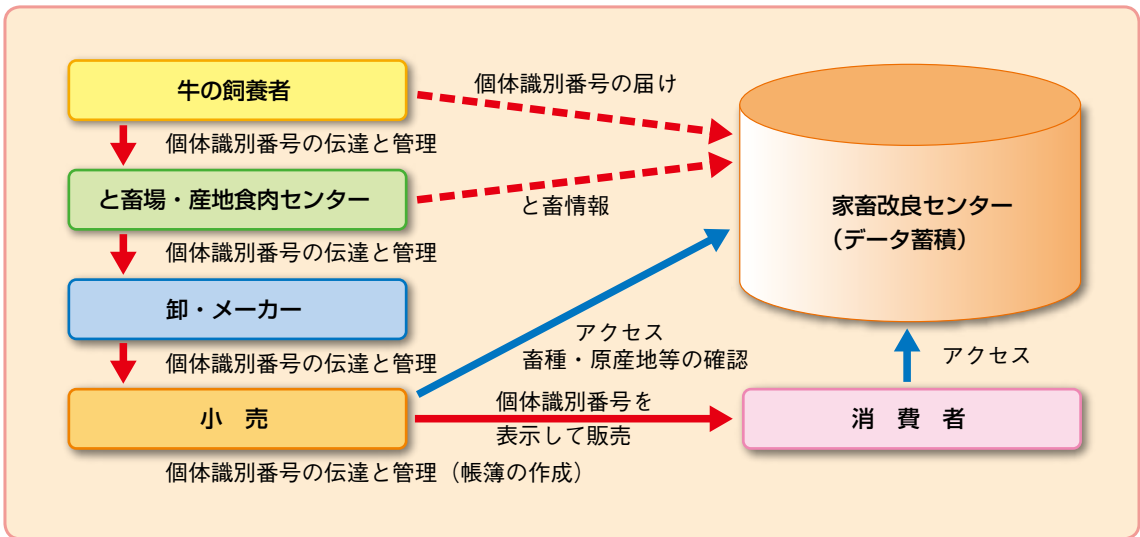 牛の飼養者
個体識別番号の届け
個体識別番号の伝達と管理
と畜場・産地食肉センター
と畜情報
家畜改良センター
（データ蓄積）
個体識別番号の伝達と管理
卸・メーカー
アクセス
畜種・原産地等の確認
アクセス
個体識別番号の伝達と管理
小　売
個体識別番号を
表示して販売
消　費　者
個体識別番号の伝達と管理（帳簿の作成）